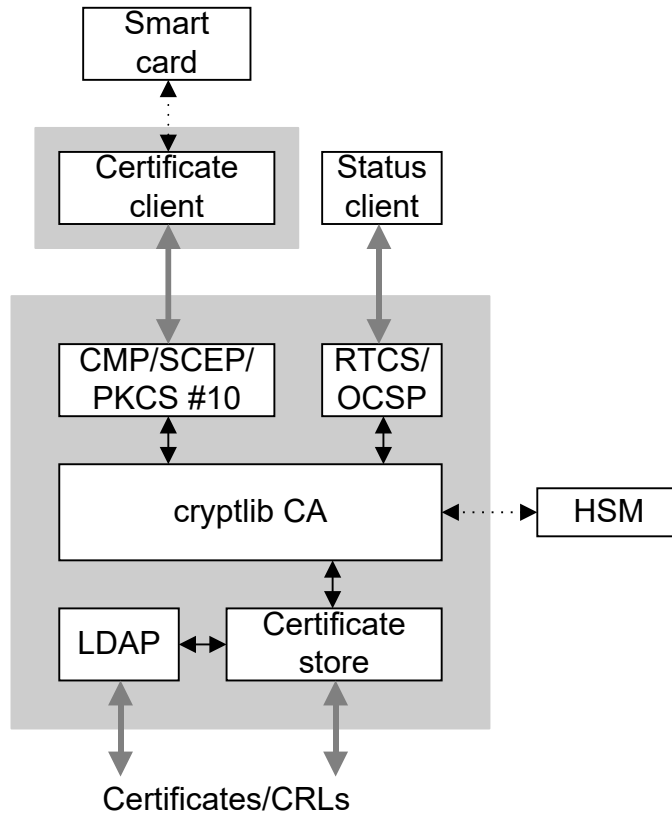 Smart
card
Certificate
client
Status
client
CMP/SCEP/
PKCS #10
RTCS/
OCSP
cryptlib CA
HSM
LDAP
Certificate
store
Certificates/CRLs